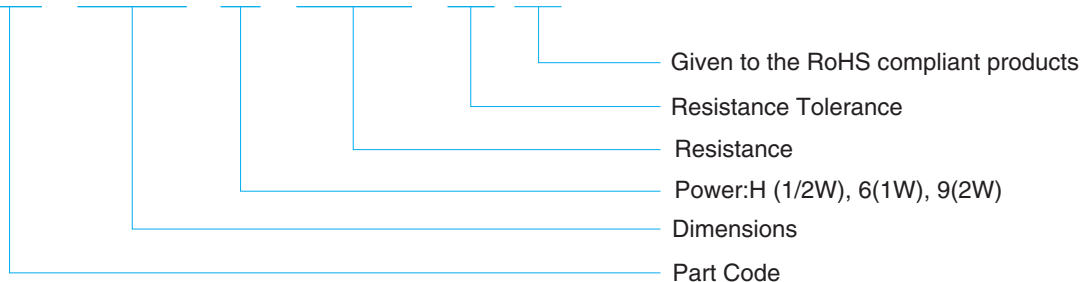 Given to the RoHS compliant products
Resistance Tolerance
Resistance
Power:H (1/2W), 6(1W), 9(2W)
Dimensions
Part Code